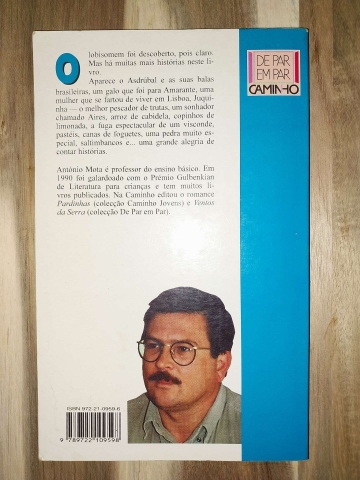 O lobisomem foi descoberto, pois claro.
Mas há muitas mais histórias neste li-
vro.
Aparece o Asdrúbal e as suas balas
brasileiras, um galo que foi para Amarante, uma
mulher que se fartou de viver em Lisboa, Juqui-
nha — o melhor pescador de trutas, um sonhador
chamado Aires, arroz de cabidela, copinhos de
limonada, a fuga espectacular de um visconde,
pastéis, canas de foguetes, uma pedra muito es-
pecial, saltimbancos e... uma grande alegria de
contar histórias.
António Mota é professor do ensino básico. Em
1990 foi galardoado com o Prémio Gulbenkian
de Literatura para crianças e tem muitos li-
vros publicados. Na Caminho editou o romance
Pardinhas (colecção Caminho Jovens) e Ventos
da Serra (colecção De Par em Par).
DE PAR
EM PAR
CAMINHO
ISBN 972-21-0959-6
9 789722 109598